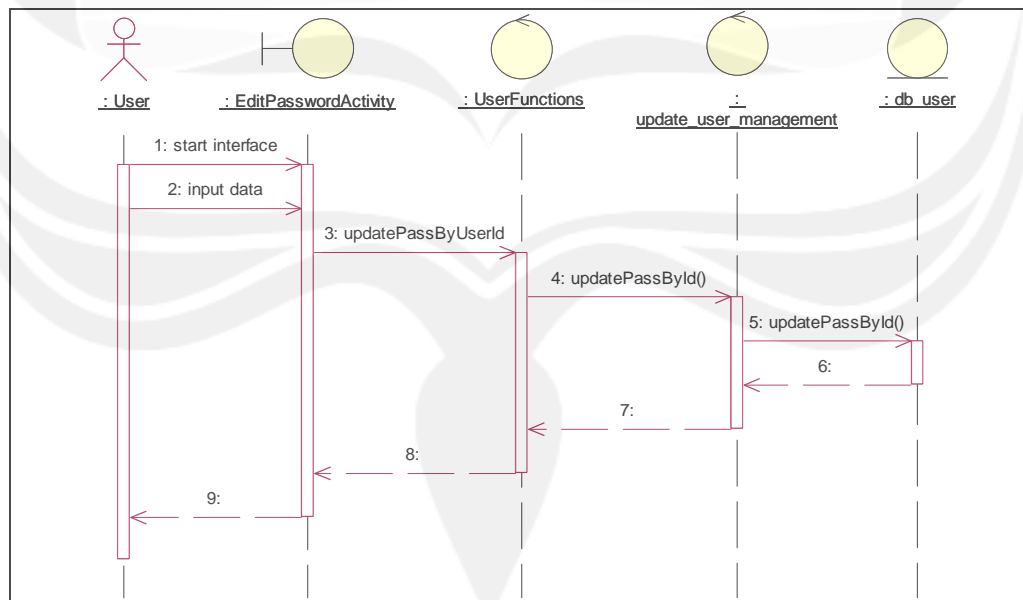 : User
: EditPasswordActivity
: UserFunctions
:
update_user_management
: db_user
1: start interface
2: input data
3: updatePassByUserId
4: updatePassById()
5: updatePassById()
6:
7:
8:
9: